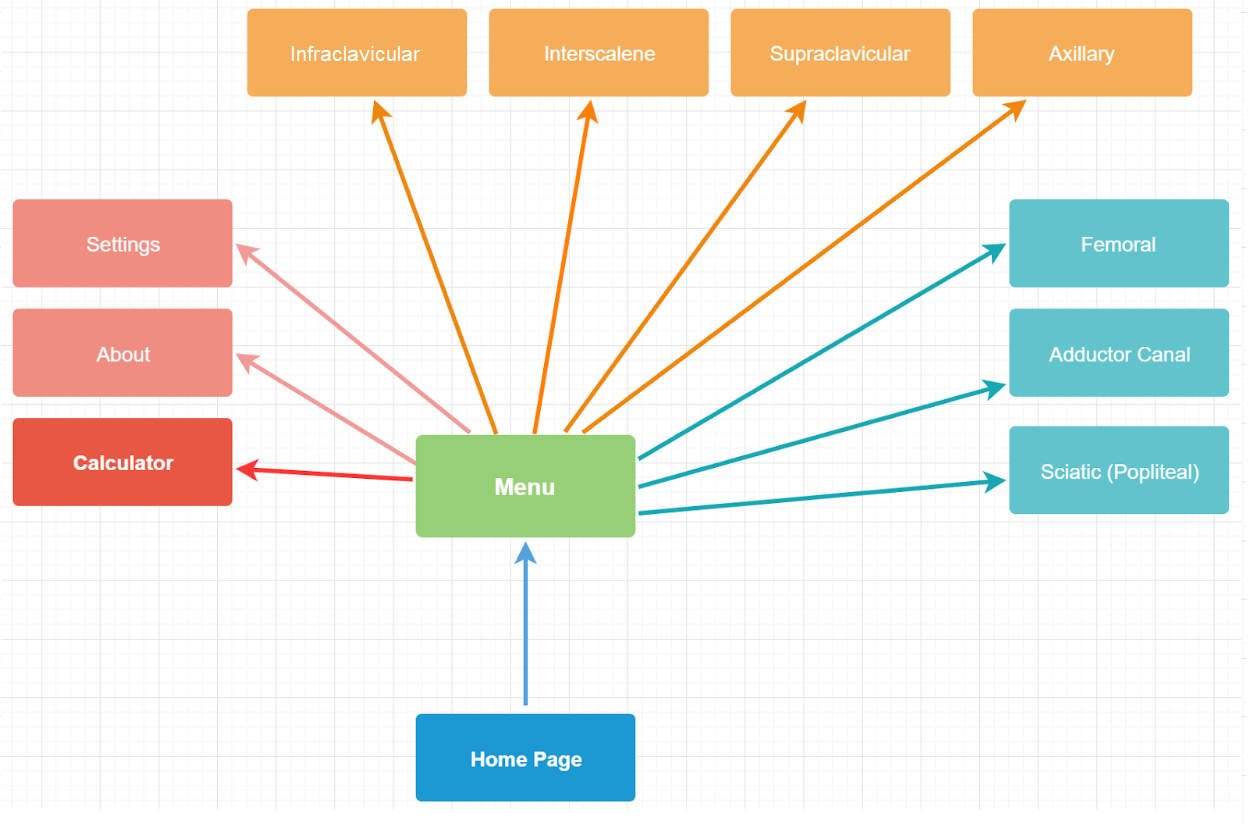 Infraclavicular
Interscalene
Supraclavicular
Axillary
Settings
Femoral
About
Adductor Canal
Calculator
Sciatic (Popliteal)
Menu
Home Page